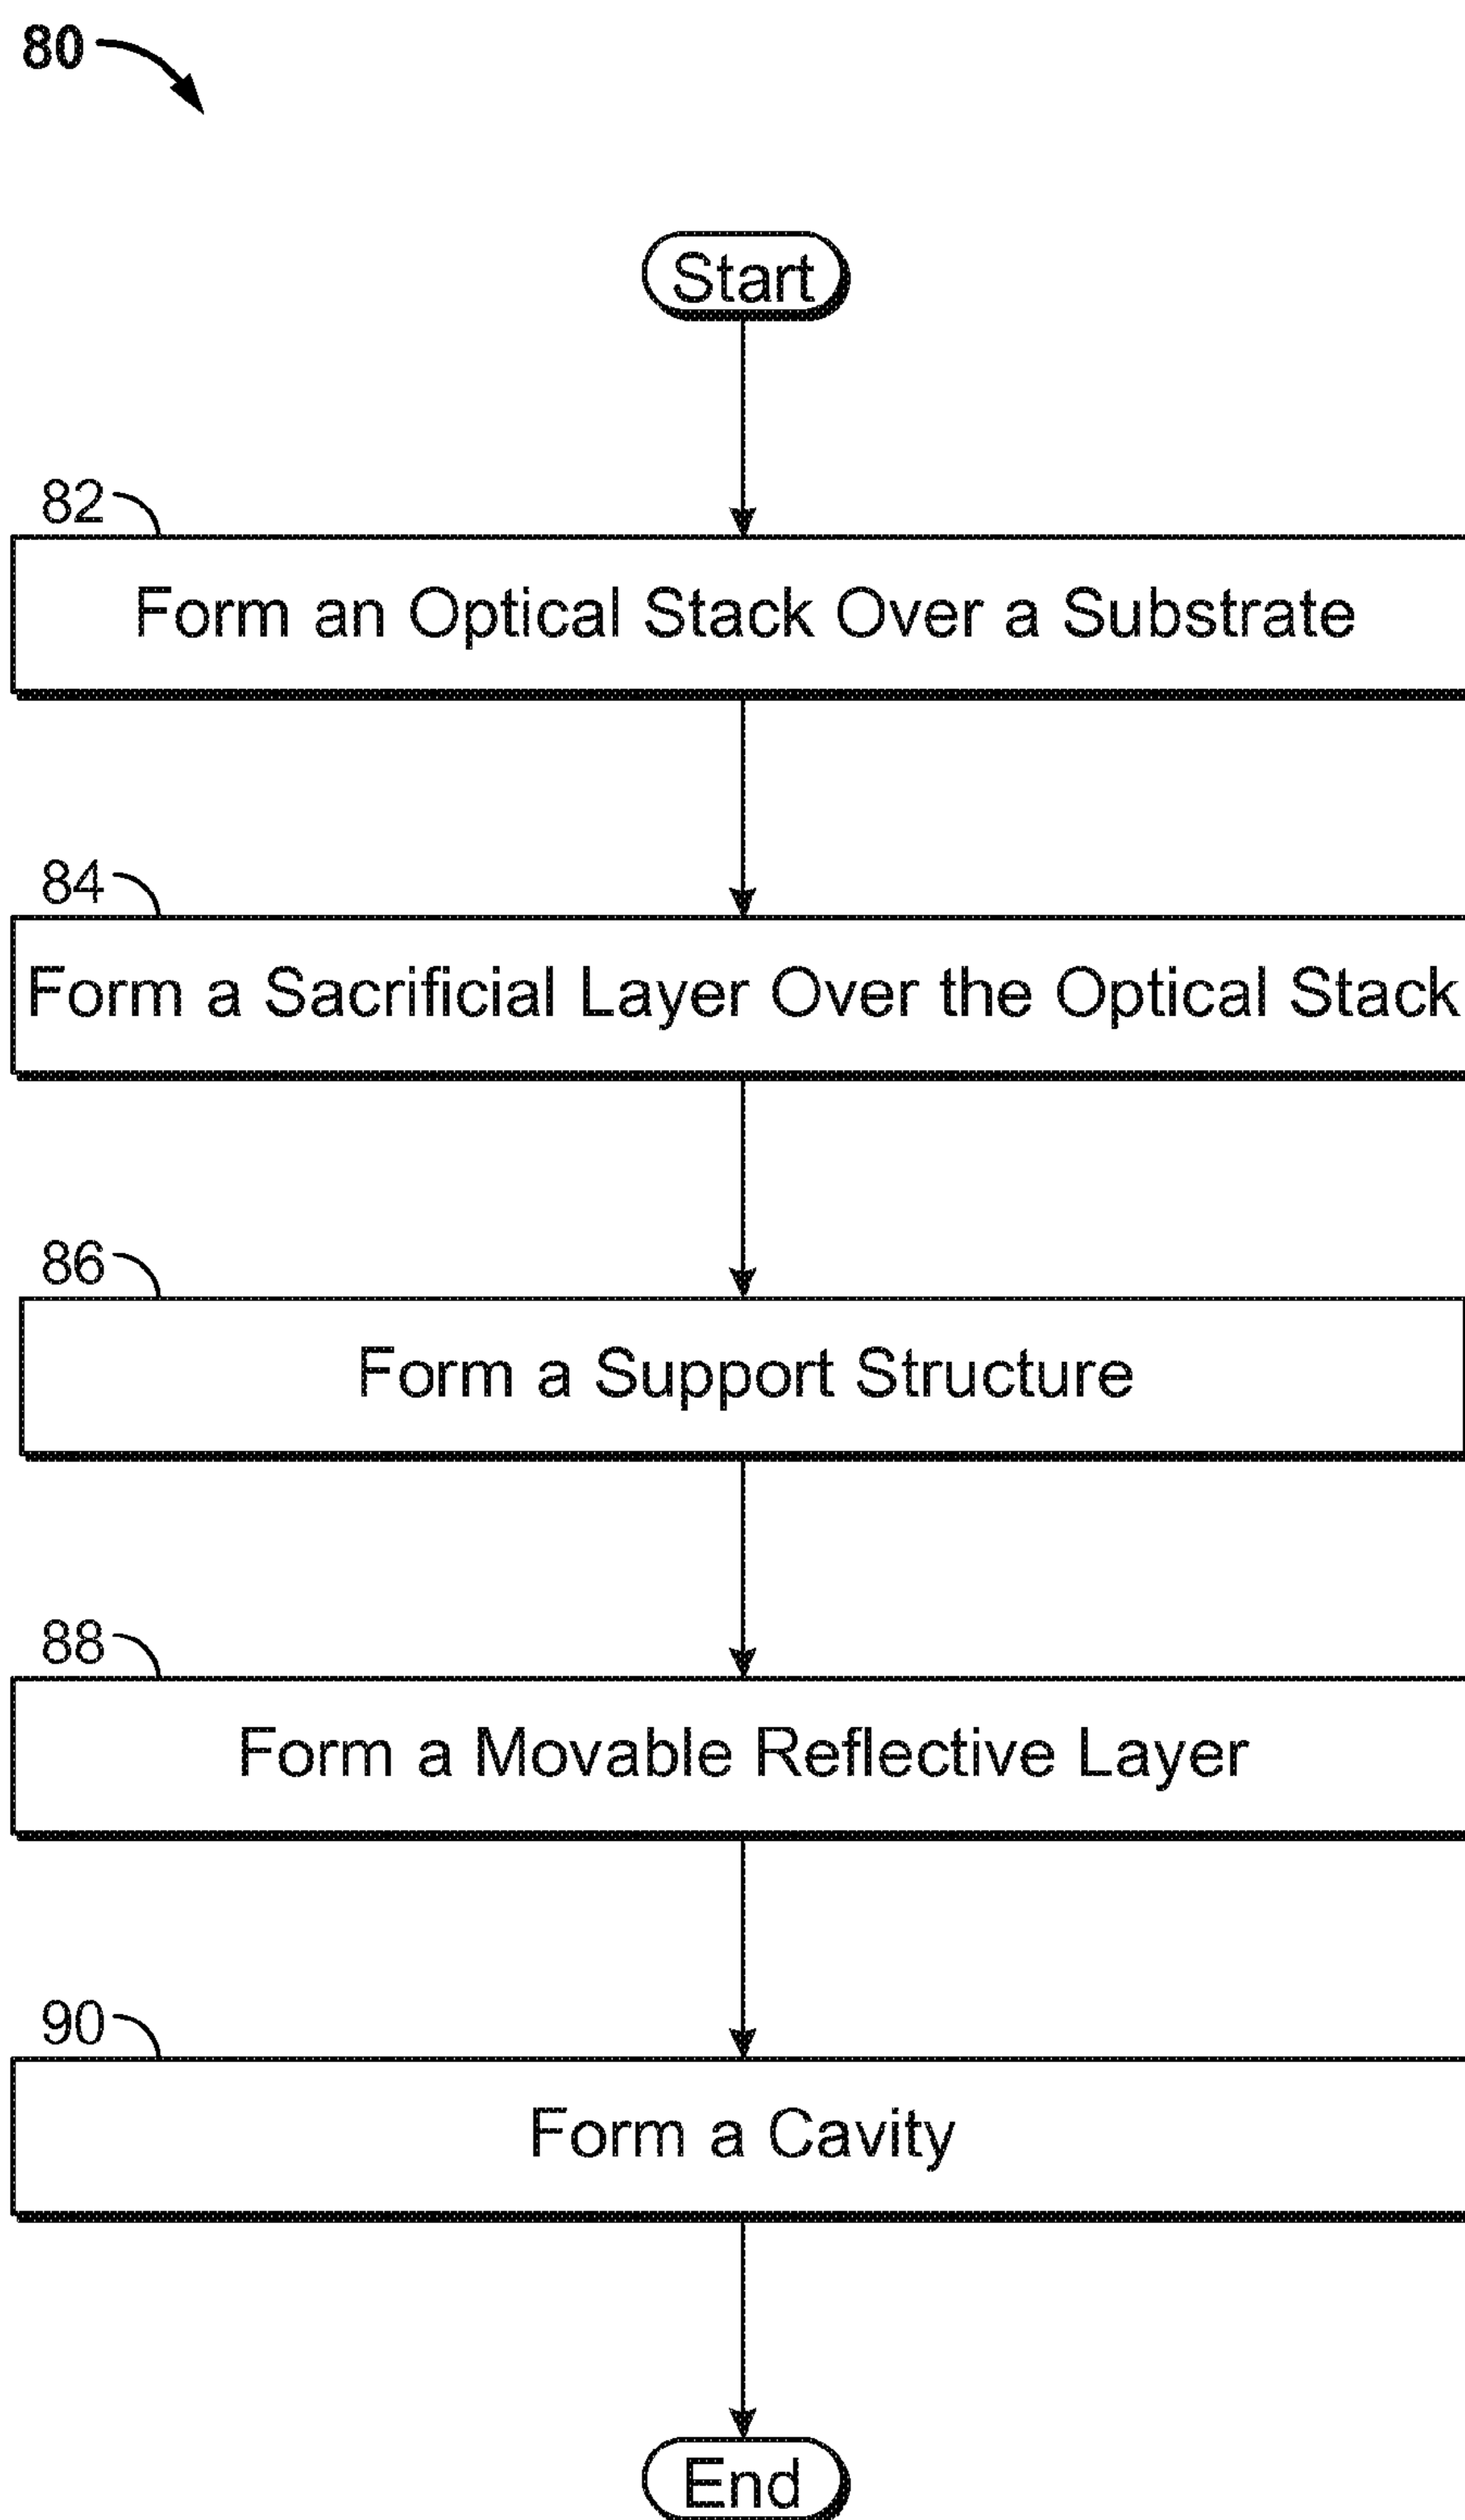 80
Start
82
Form an Optical Stack Over a Substrate
84
Form a Sacrificial Layer Over the Optical Stack
86
Form a Support Structure
88
Form a Movable Reflective Layer
90
Form a Cavity
End